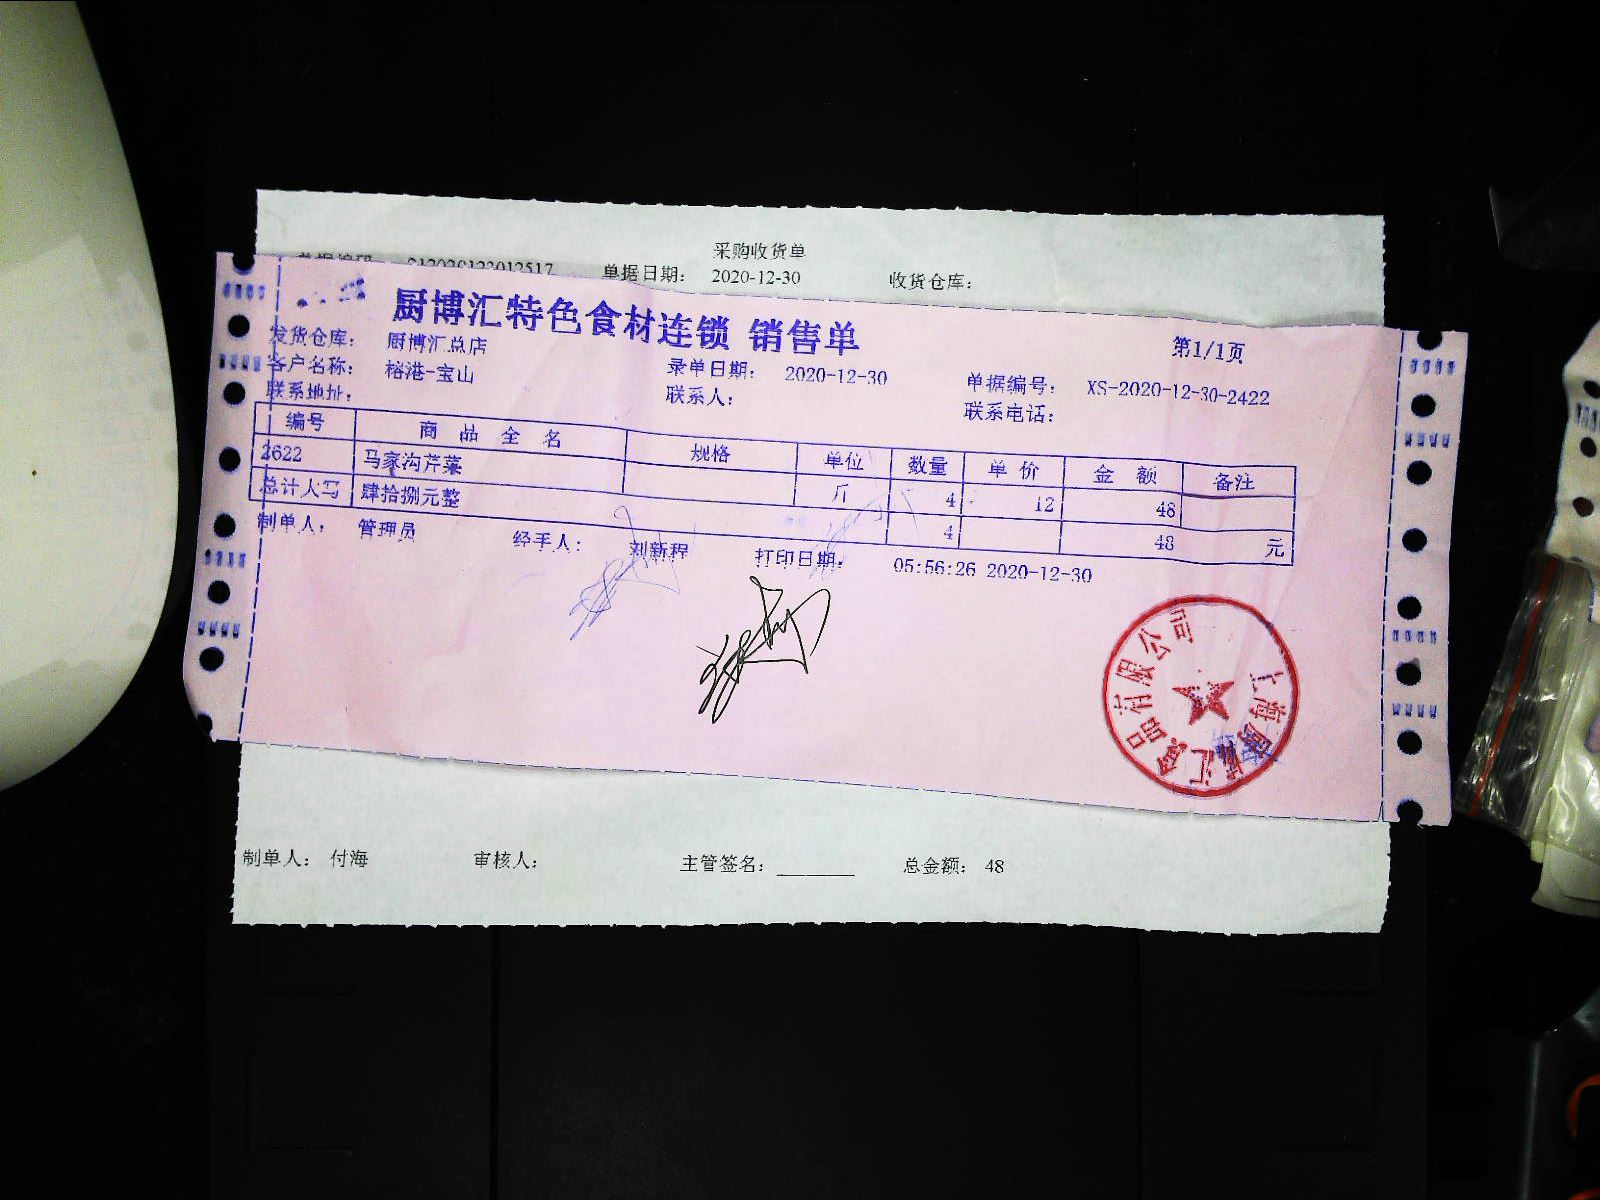 采购收货单
单据日期： 2020-12-30 收货仓库：
厨博汇特色食材连锁 销售单
第1/1页
发货仓库： 厨博汇总店
客户名称： 榕港-宝山 录单日期： 2020-12-30 单据编号： XS-2020-12-30-2422
联系地址： 联系人： 联系电话：
编号 商品全名 规格 单位 数量 单价 金额 备注
2622 马家沟芹菜 斤 4 12 48
总计大写 肆拾捌元整 4 48 元
制单人： 管理员 经手人： 刘新程 打印日期： 05:56:26 2020-12-30
制单人： 付海 审核人： 主管签名： 总金额： 48